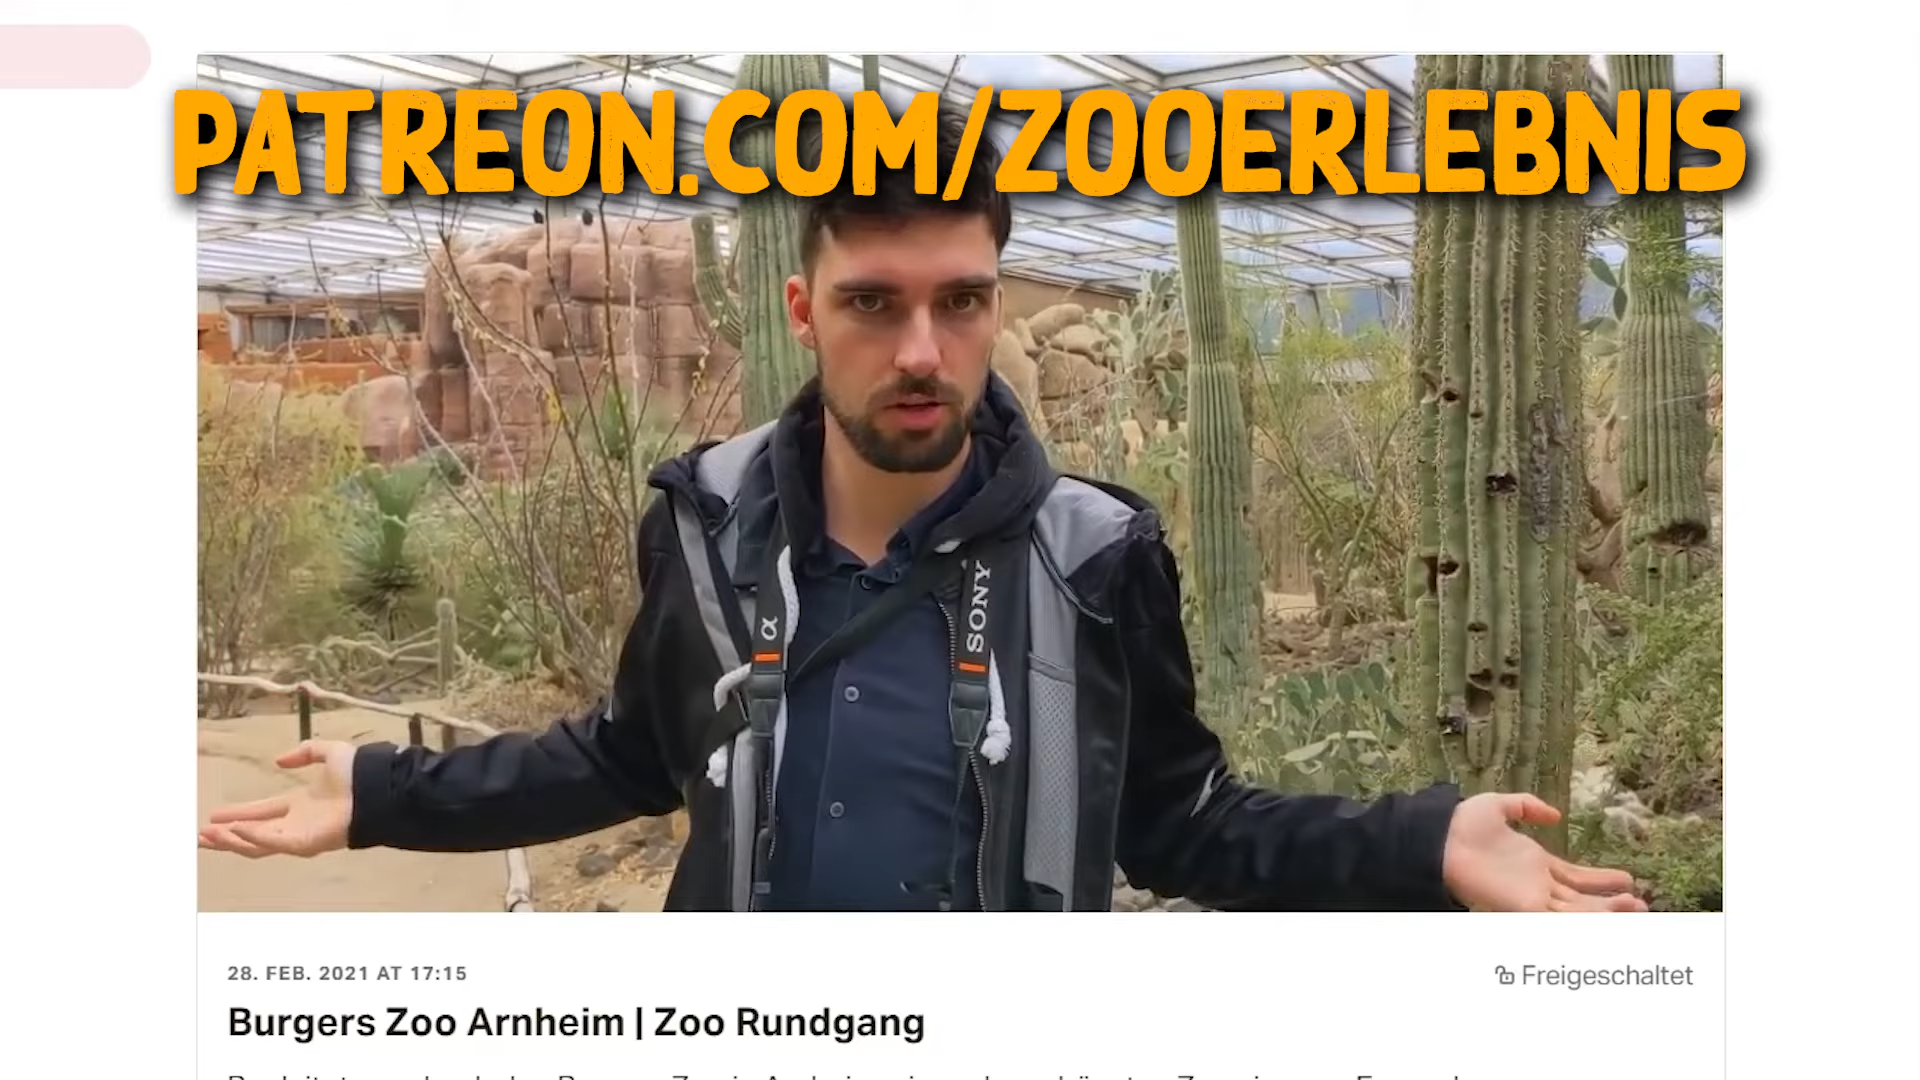 PATREON.COM/ZOOERLEBNIS
α
SONY
28. FEB. 2021 AT 17:15
Freigeschaltet
Burgers Zoo Arnheim | Zoo Rundgang